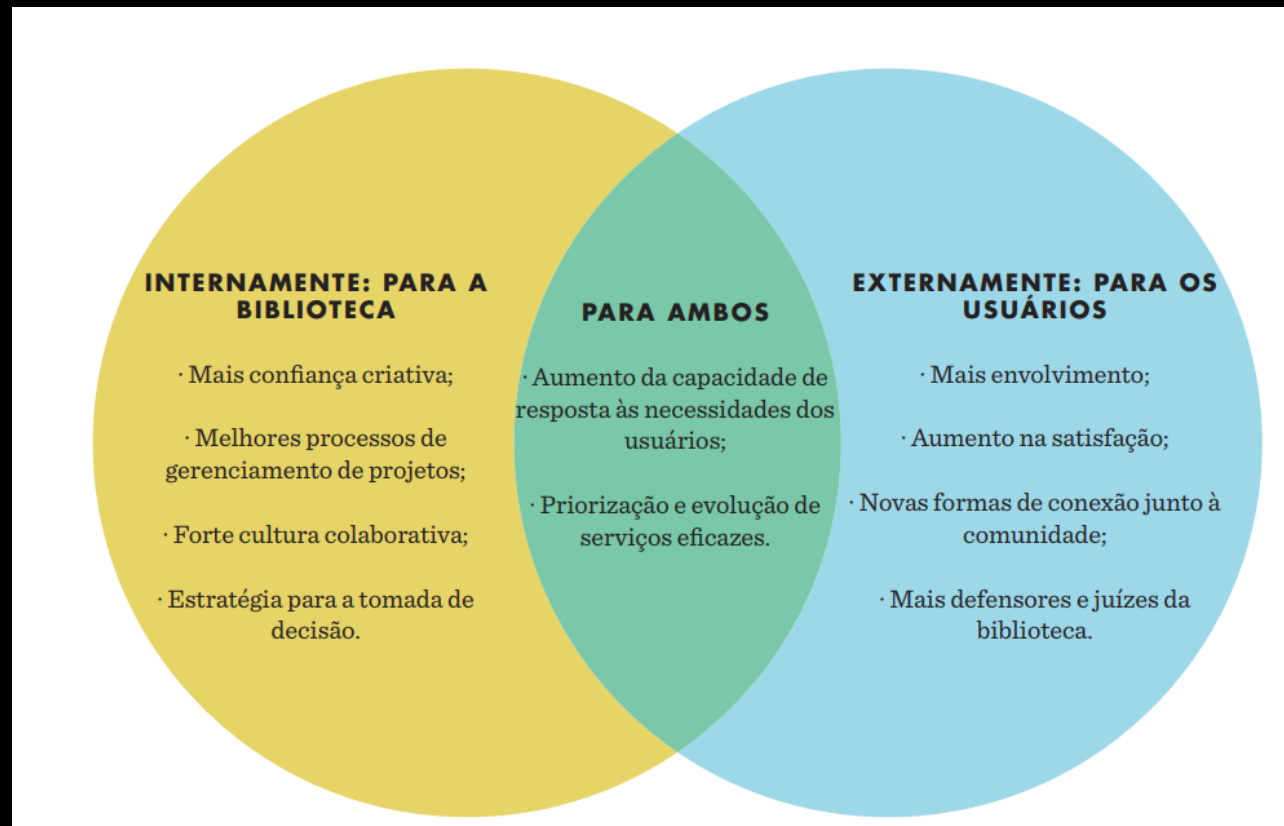 INTERNAMENTE: PARA A
BIBLIOTECA
· Mais confiança criativa;
· Melhores processos de
gerenciamento de projetos;
· Forte cultura colaborativa;
· Estratégia para a tomada de
decisão.
PARA AMBOS
· Aumento da capacidade de
resposta às necessidades dos
usuários;
· Priorização e evolução de
serviços eficazes.
EXTERNAMENTE: PARA OS
USUÁRIOS
· Mais envolvimento;
· Aumento na satisfação;
· Novas formas de conexão junto à
comunidade;
· Mais defensores e juízes da
biblioteca.